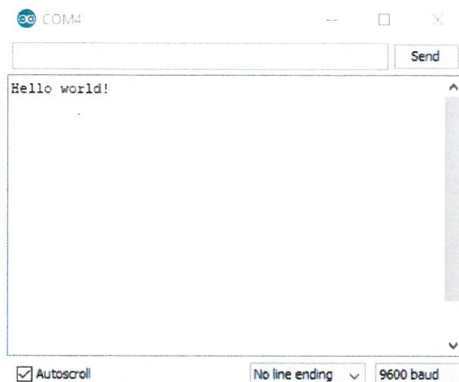 COM4
Send
Hello world!
Autoscroll
No line ending
9600 baud